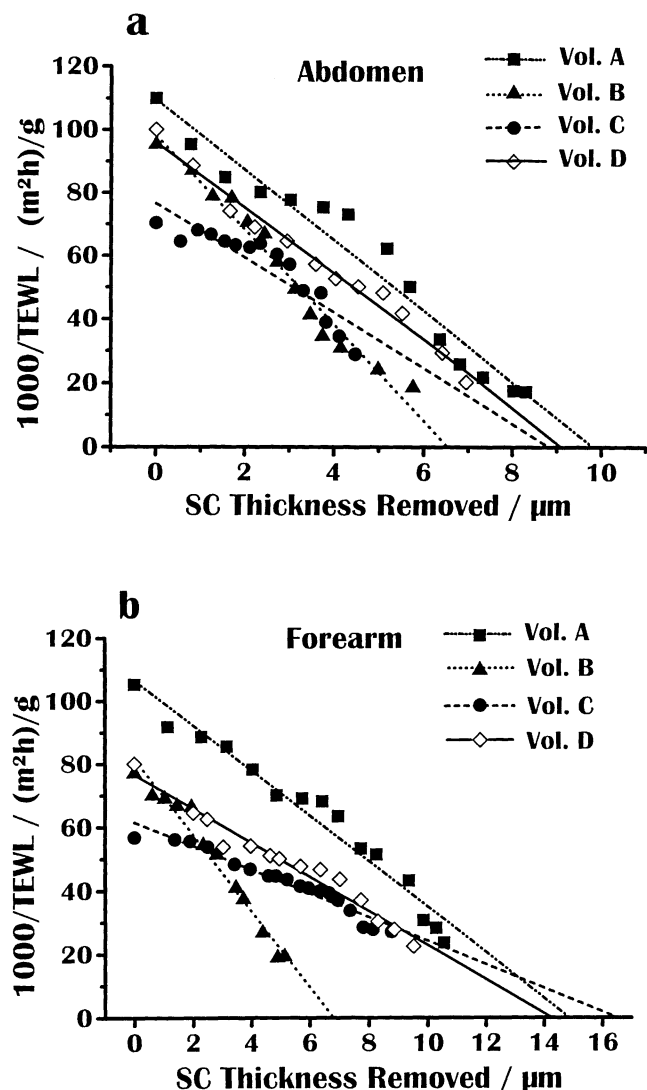 a
Abdomen
Vol. A
Vol. B
Vol. C
Vol. D
1000/TEWL / (m²h)/g
120
100
80
60
40
20
0
0 2 4 6 8 10
SC Thickness Removed / µm
b
Forearm
Vol. A
Vol. B
Vol. C
Vol. D
1000/TEWL / (m²h)/g
120
100
80
60
40
20
0
0 2 4 6 8 10 12 14 16
SC Thickness Removed / µm